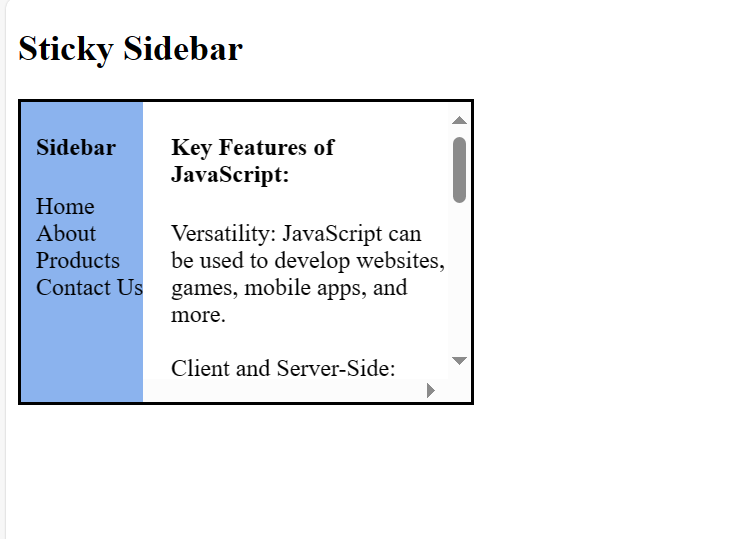 Sticky Sidebar
Sidebar
Home
About
Products
Contact Us
Key Features of
JavaScript:
Versatility: JavaScript can
be used to develop websites,
games, mobile apps, and
more.
Client and Server-Side: